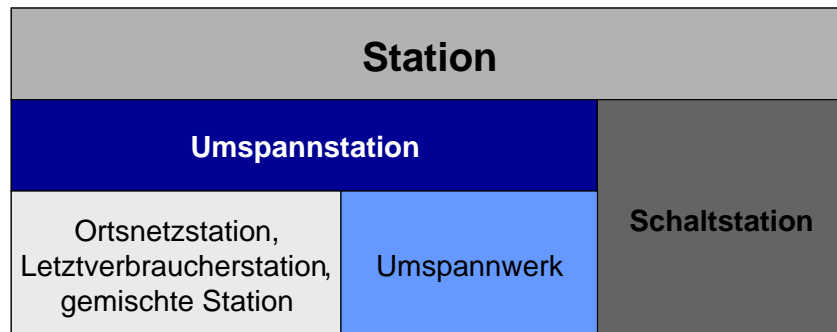 Station
Umspannstation
Schaltstation
Ortsnetzstation,
Letztverbraucherstation,
gemischte Station
Umspannwerk